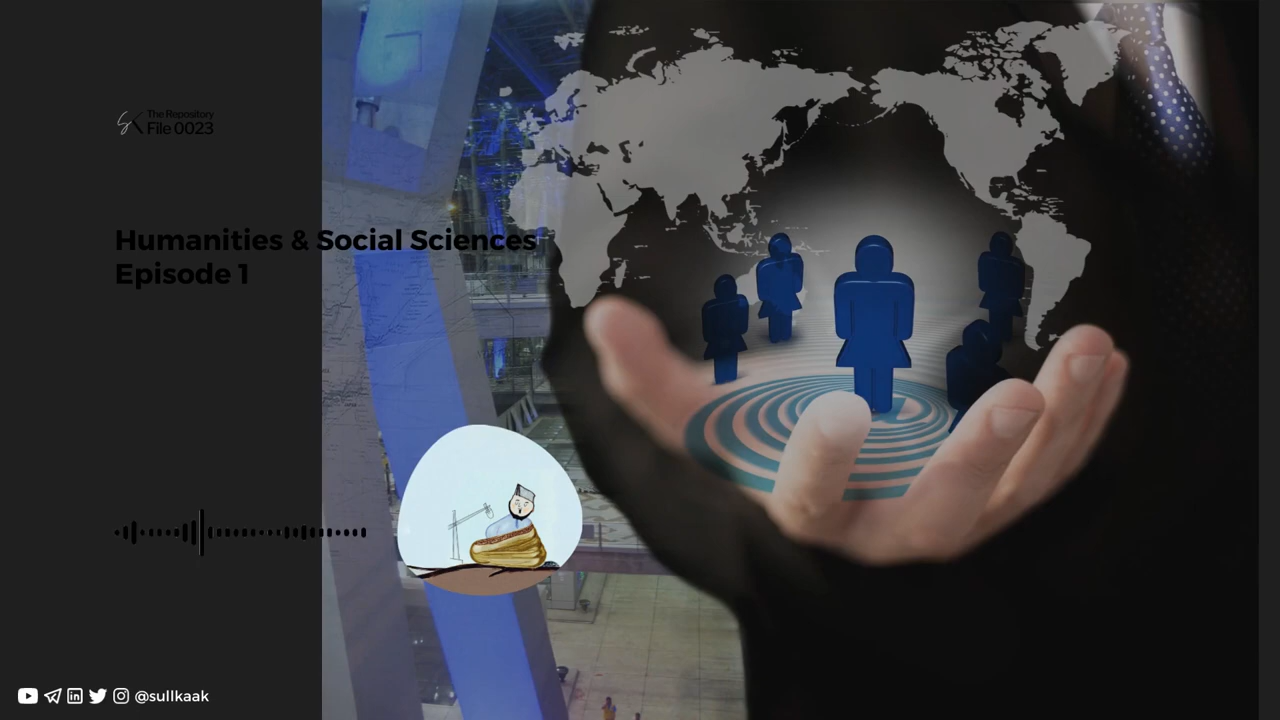 The Repository
File 0023
Humanities & Social Sciences
Episode 1
@sullkaak